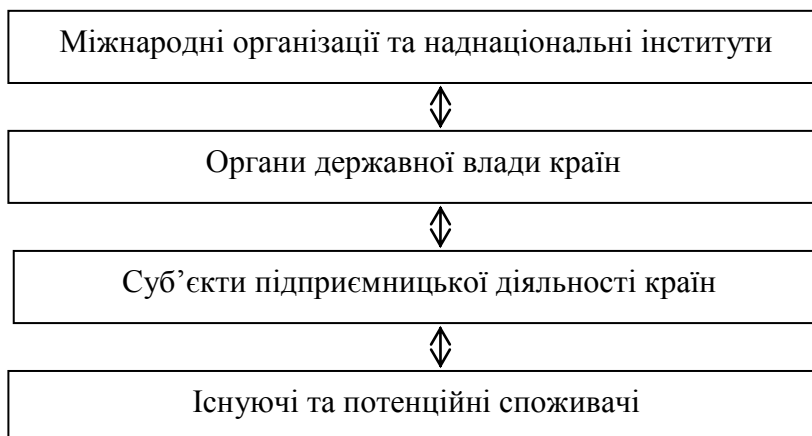 Міжнародні організації та наднаціональні інститути
Органи державної влади країн
Суб’єкти підприємницької діяльності країн
Існуючі та потенційні споживачі